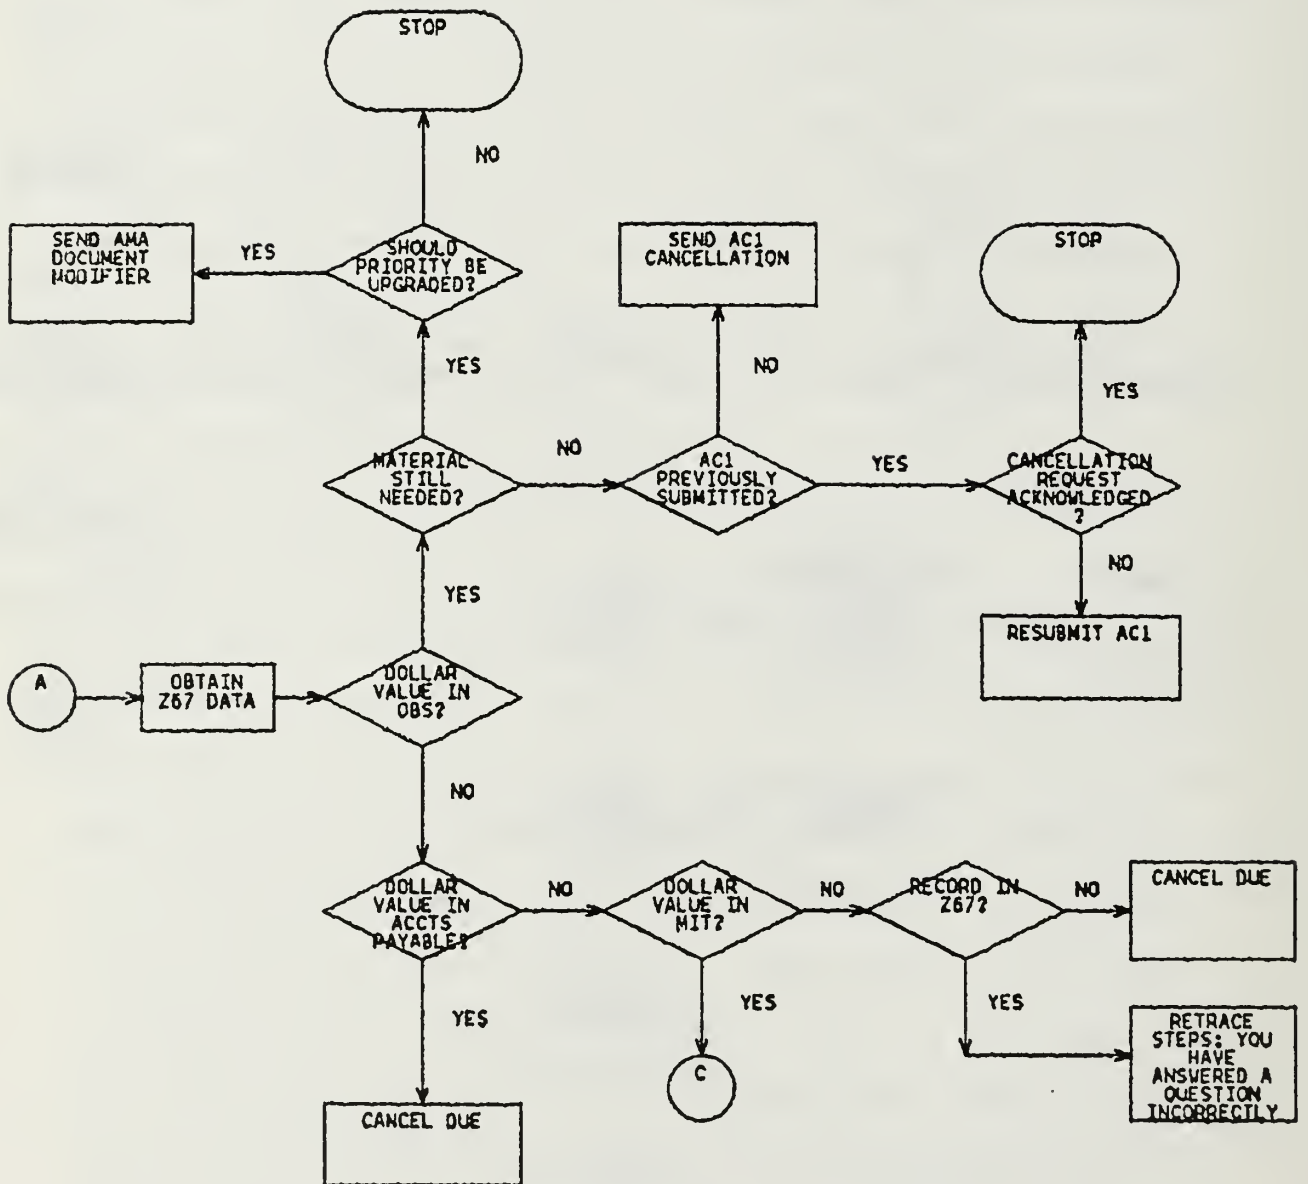 STOP
NO
SEND AMA
DOCUMENT
MODIFIER
YES
SHOULD
PRIORITY BE
UPGRADED?
SEND AC1
CANCELLATION
STOP
YES
NO
YES
MATERIAL
STILL
NEEDED?
NO
AC1
PREVIOUSLY
SUBMITTED?
YES
CANCELLATION
REQUEST
ACKNOWLEDGED
?
YES
NO
RESUBMIT AC1
A
OBTAIN
Z67 DATA
DOLLAR
VALUE IN
OBS?
NO
DOLLAR
VALUE IN
ACCTS
PAYABLE?
NO
DOLLAR
VALUE IN
MIT?
NO
RECORD IN
Z67?
NO
CANCEL DUE
YES
YES
YES
C
RETRACE
STEPS: YOU
HAVE
ANSWERED A
QUESTION
INCORRECTLY
CANCEL DUE